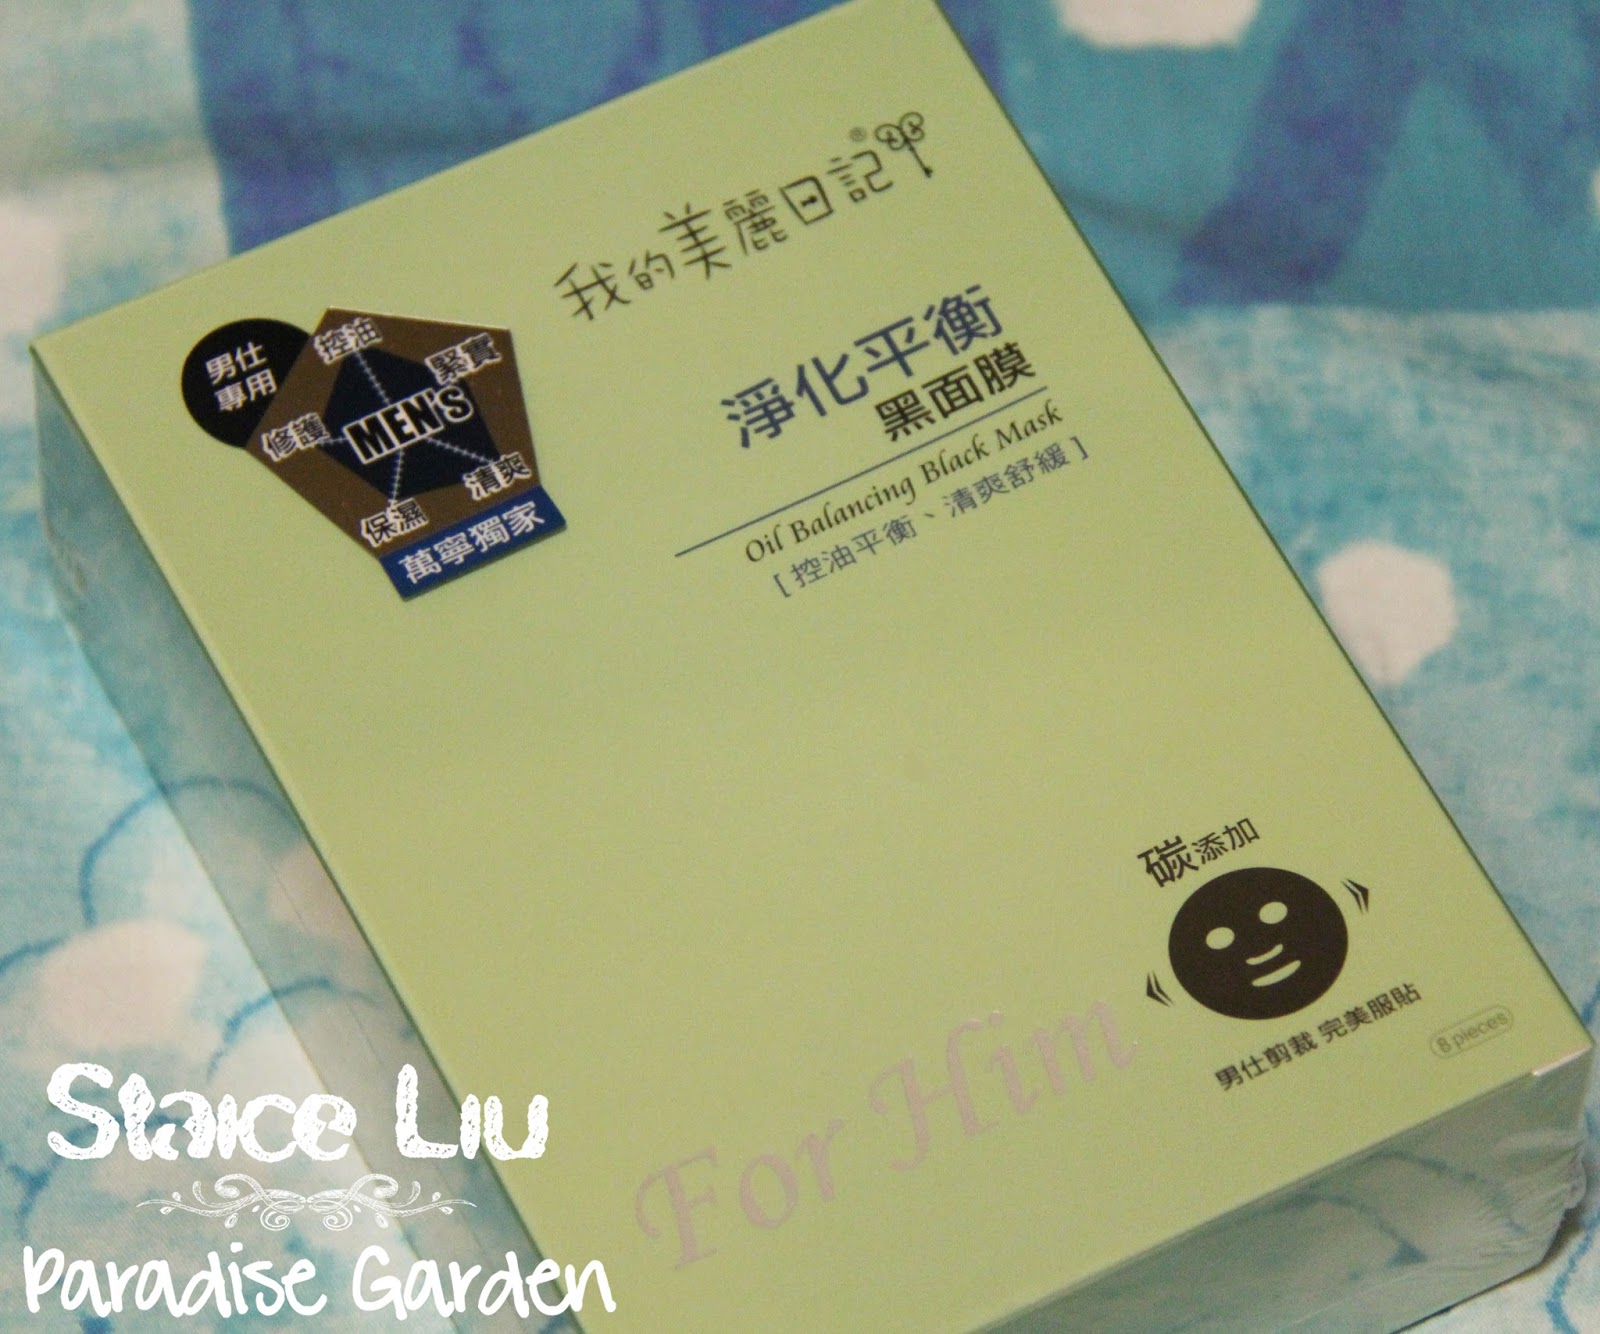 我的美麗日記®
淨化平衡
黑面膜
Oil Balancing Black Mask
[ 控油平衡、清爽舒緩 ]
男仕
專用
控油
緊實
修護
MEN's
清爽
保濕
萬寧獨家
碳添加
男仕剪裁 完美服貼
8 pieces
For Him
Staice Liu
Paradise Garden